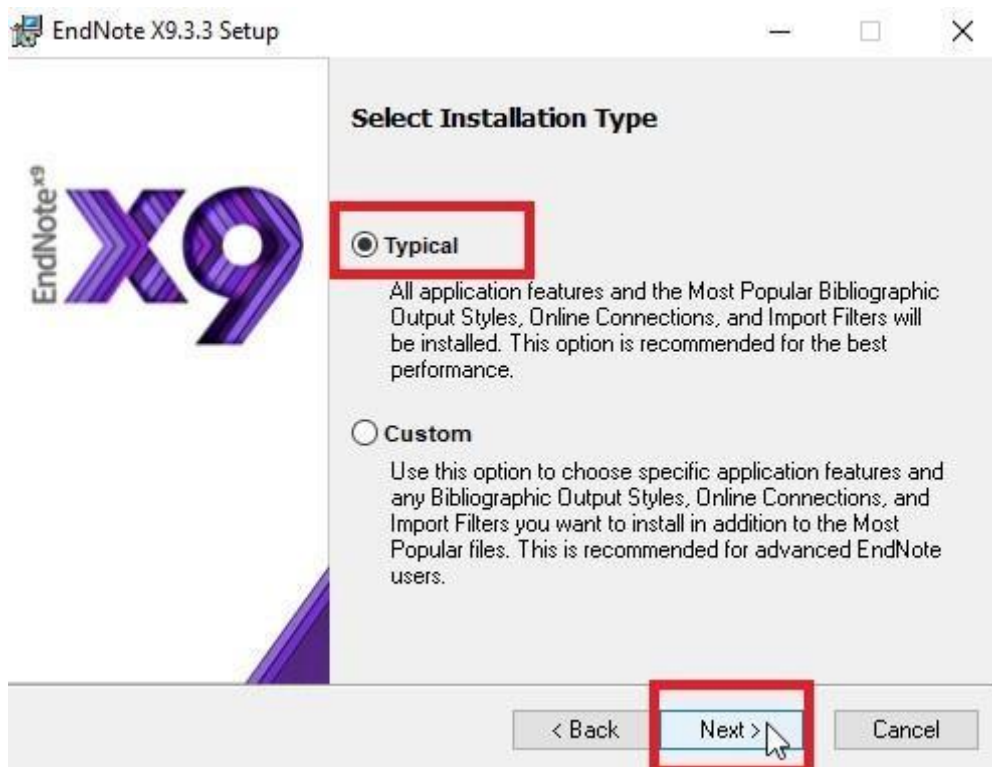 EndNote X9.3.3 Setup
Select Installation Type
EndNote X9
X9
Typical
All application features and the Most Popular Bibliographic
Output Styles, Online Connections, and Import Filters will
be installed. This option is recommended for the best
performance.
Custom
Use this option to choose specific application features and
any Bibliographic Output Styles, Online Connections, and
Import Filters you want to install in addition to the Most
Popular files. This is recommended for advanced EndNote
users.
< Back
Next >
Cancel